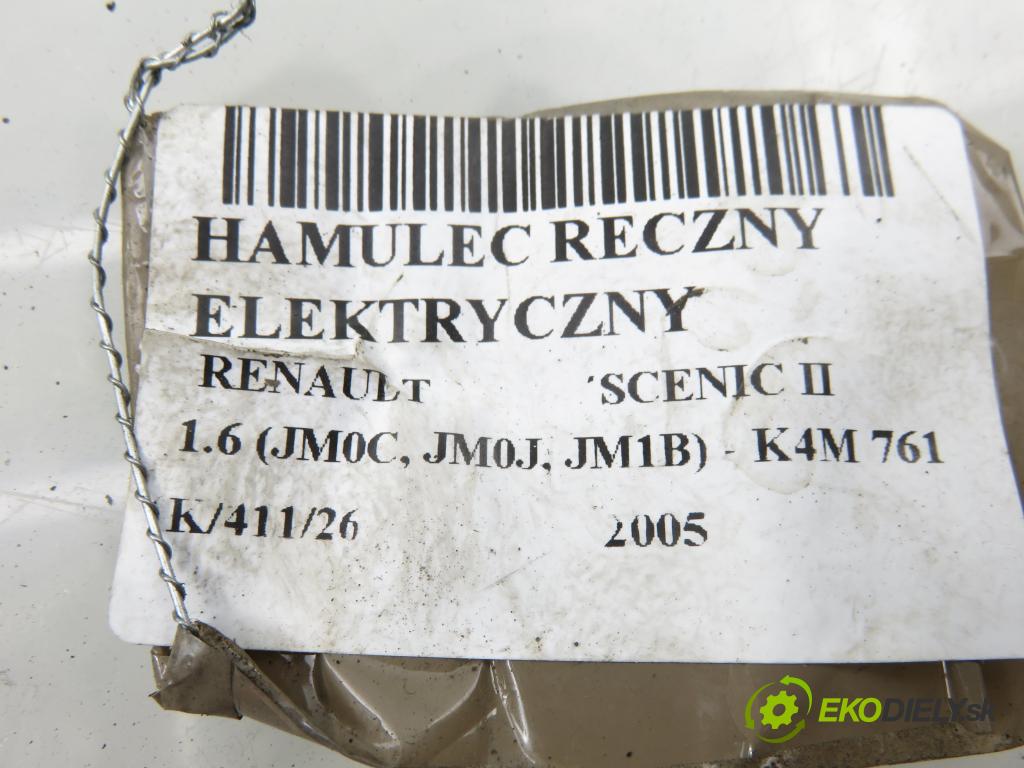 HAMULEC RECZNY
ELEKTRYCZNY
RENAULT SCENIC II
1.6 (JM0C, JM0J, JM1B) - K4M 761
K/411/26 2005
EKODIELY.sk